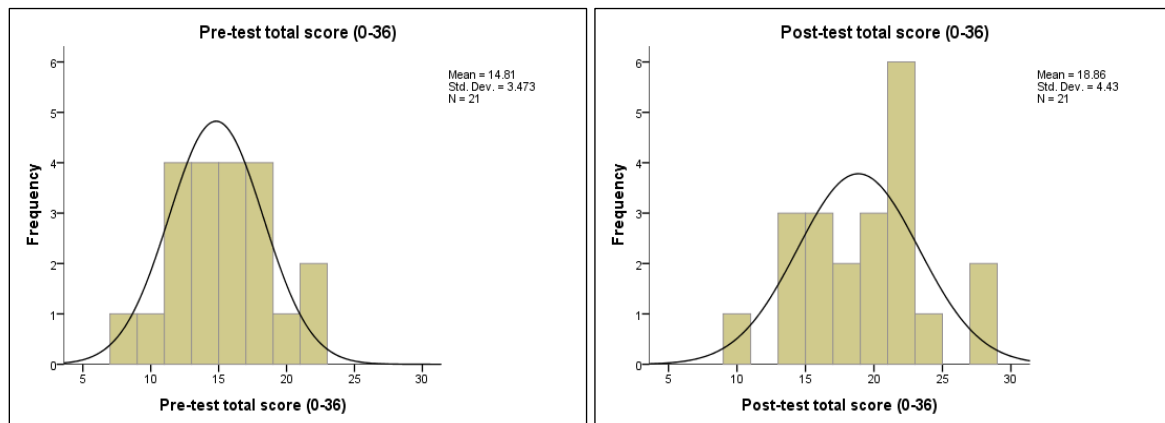 Pre-test total score (0-36)
Mean = 14.81
Std. Dev. = 3.473
N = 21
6
5
4
3
2
1
0
Frequency
5 10 15 20 25 30
Pre-test total score (0-36)
Post-test total score (0-36)
Mean = 18.86
Std. Dev. = 4.43
N = 21
6
5
4
3
2
1
0
Frequency
5 10 15 20 25 30
Post-test total score (0-36)